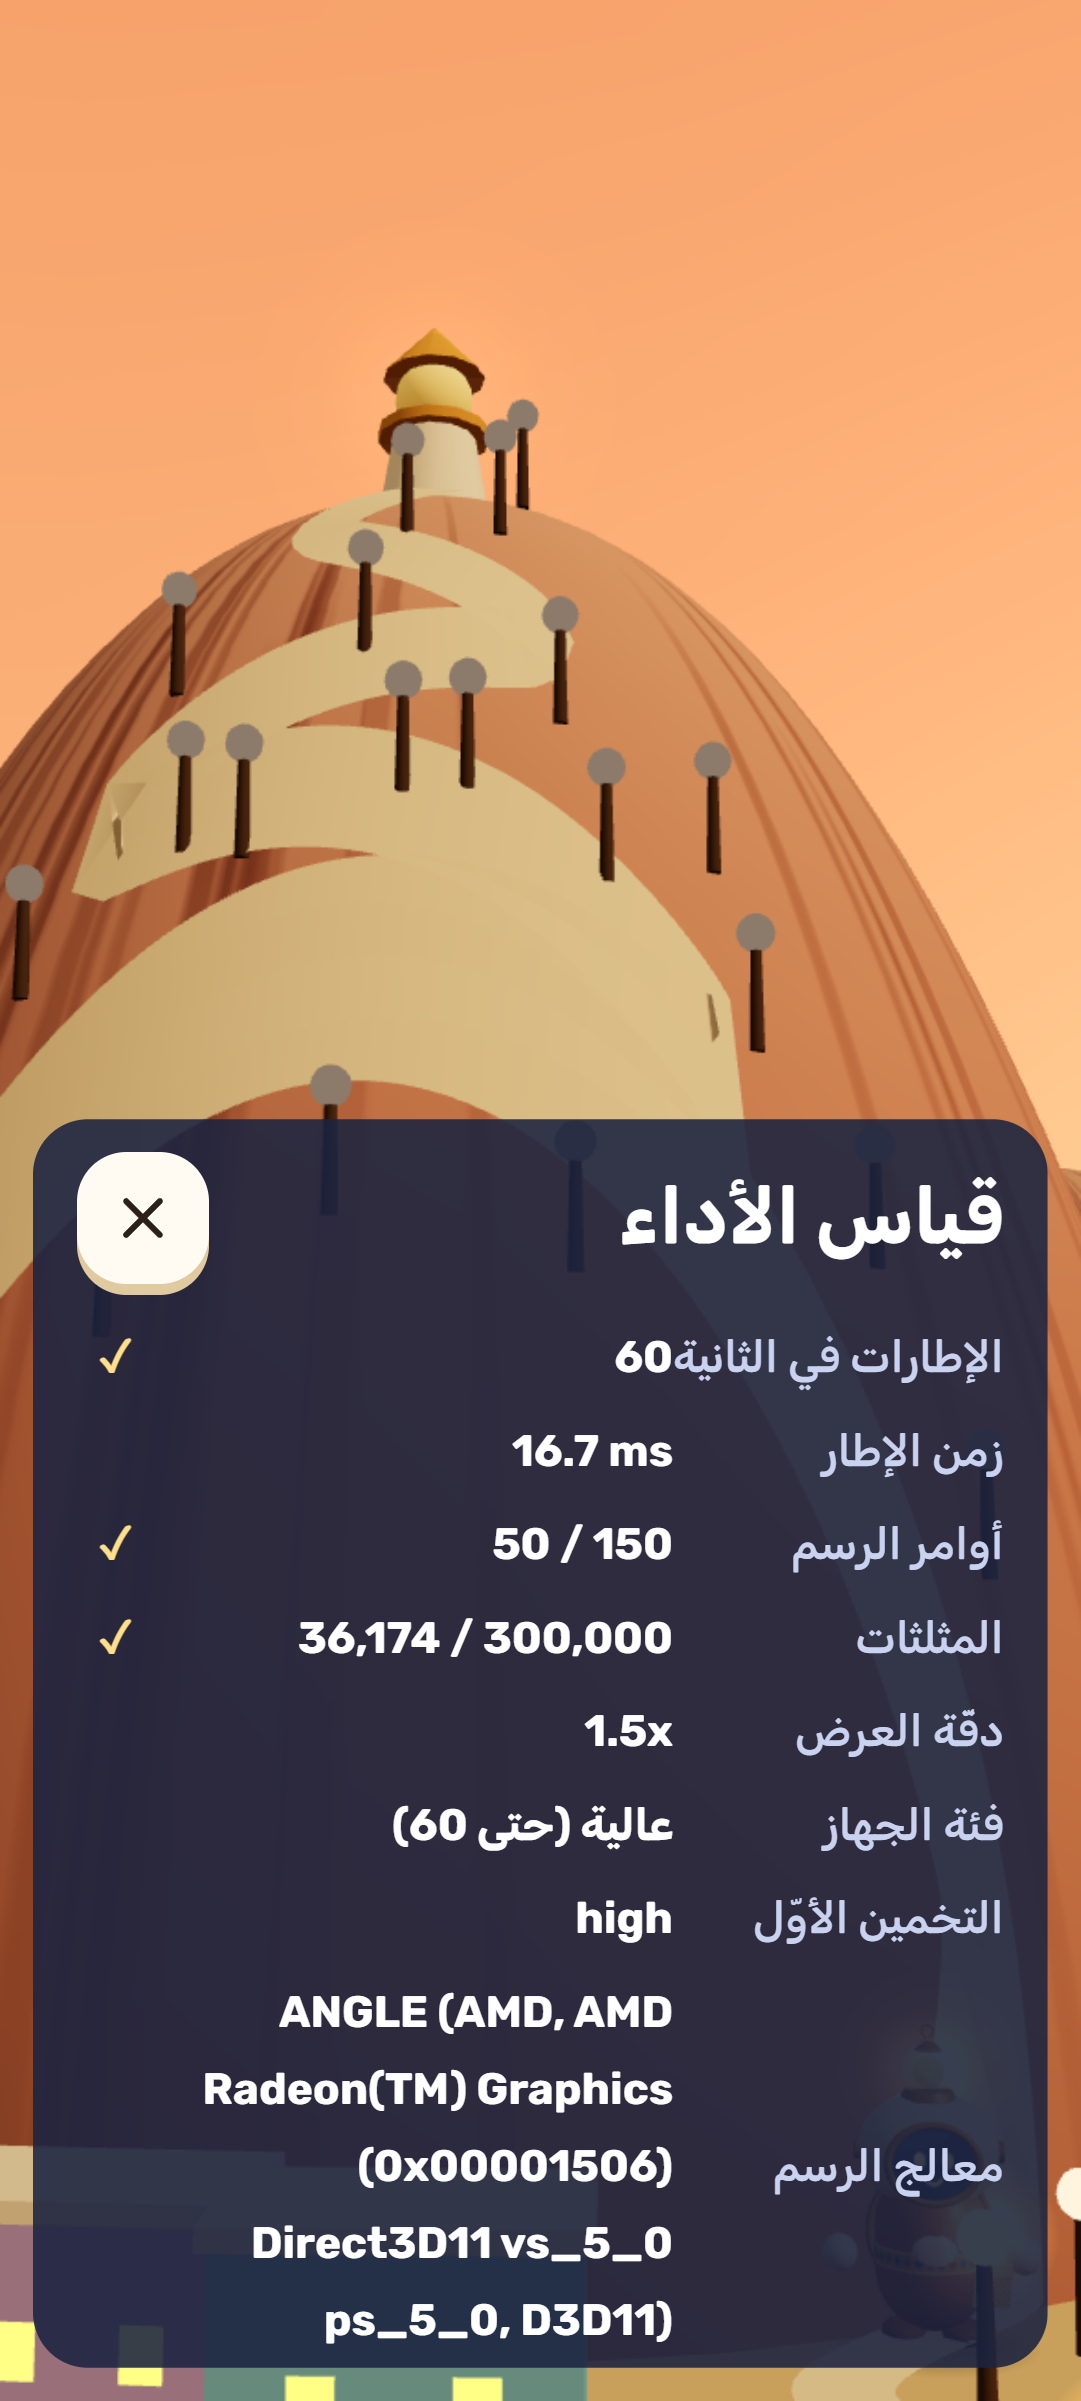 قياس الأداء
الإطارات في الثانية 60 ✓
زمن الإطار 16.7 ms
أوامر الرسم 50 / 150 ✓
المثلثات 36,174 / 300,000 ✓
دقّة العرض 1.5x
فئة الجهاز عالية (حتى 60)
التخمين الأوّل high
معالج الرسم ANGLE (AMD, AMD
Radeon(TM) Graphics
(0x00001506)
Direct3D11 vs_5_0
ps_5_0, D3D11)